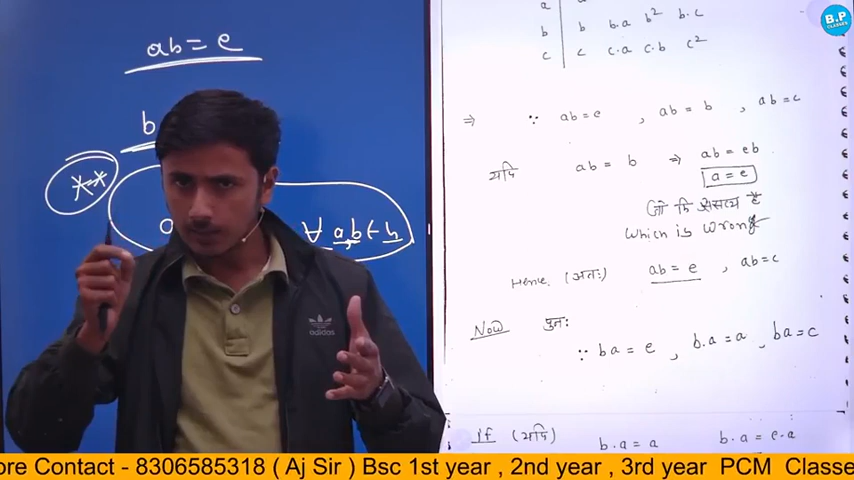 ab = e
b
**
∀ a,b ∈ h
B.P
CLASSES
a
b b b.a b² b.c
c c c.a c.b c²
⇒ ∵ ab = e , ab = b , ab = c
यदि ab = b ⇒ ab = eb
a = e
जो कि असत्य है
which is wrong
Hence, (अतः) ab = e , ab = c
Now पुनः
∵ ba = e , b.a = a , ba = c
If (यदि) b.a = a b.a = e.a
adidas
ore Contact - 8306585318 ( Aj Sir ) Bsc 1st year , 2nd year , 3rd year PCM Classe